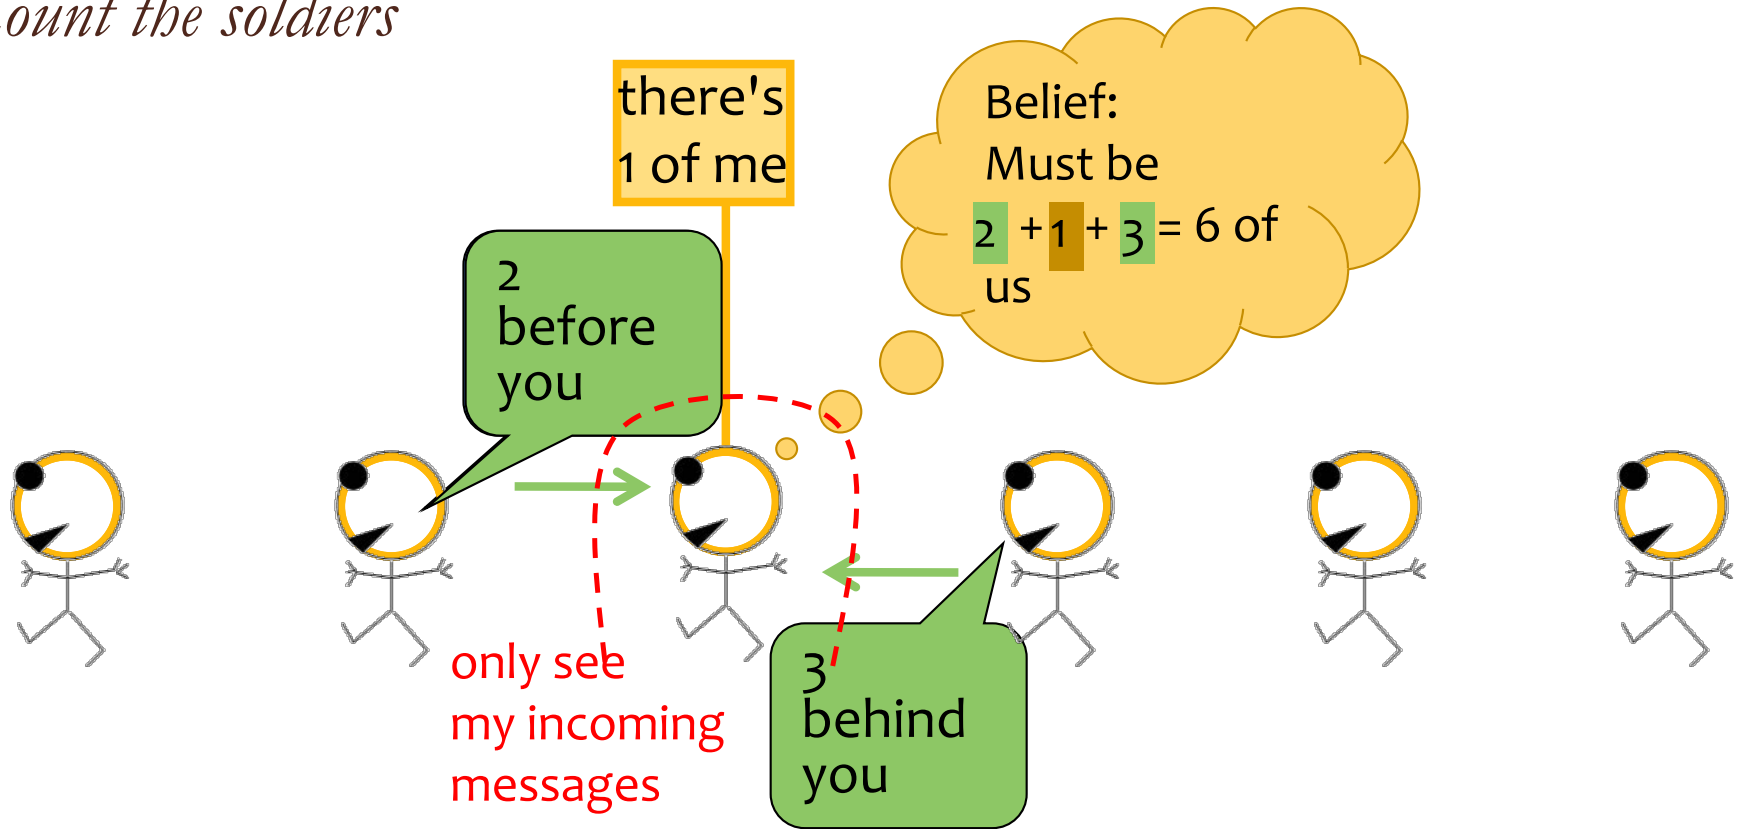 ount the soldiers
there's
1 of me
Belief:
Must be
2 + 1 + 3 = 6 of
us
2
before
you
only see
my incoming
messages
3
behind
you